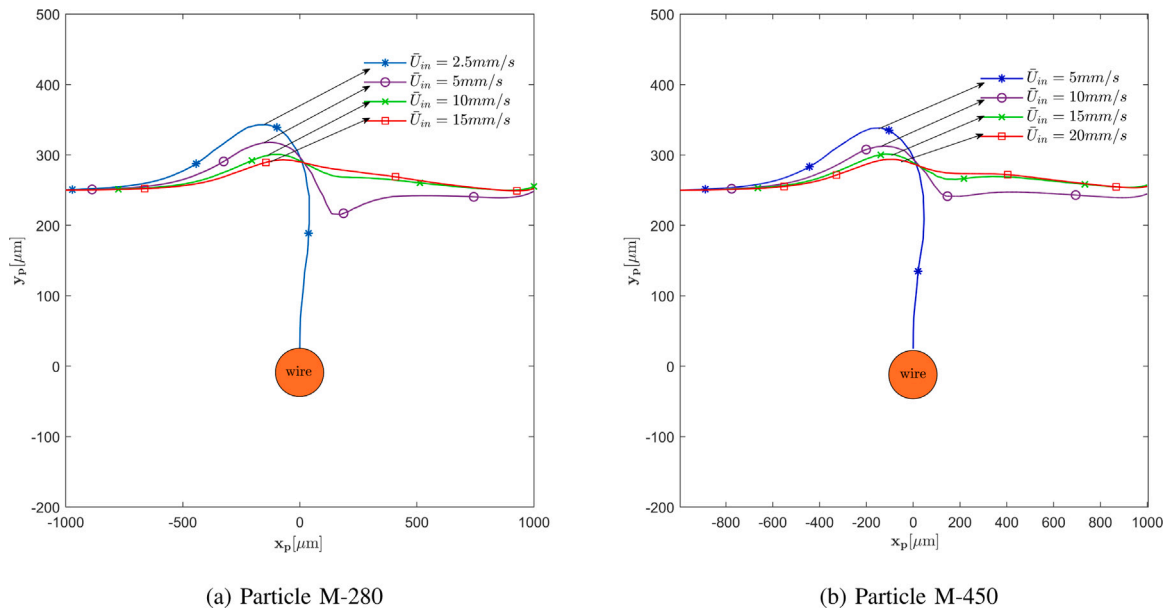 500
400
300
200
100
0
-100
-200
y_p[μm]
-1000
-500
0
500
1000
x_p[μm]
Ū_in = 2.5mm/s
Ū_in = 5mm/s
Ū_in = 10mm/s
Ū_in = 15mm/s
wire
(a) Particle M-280
500
400
300
200
100
0
-100
-200
y_p[μm]
-800
-600
-400
-200
0
200
400
600
800
1000
x_p[μm]
Ū_in = 5mm/s
Ū_in = 10mm/s
Ū_in = 15mm/s
Ū_in = 20mm/s
wire
(b) Particle M-450